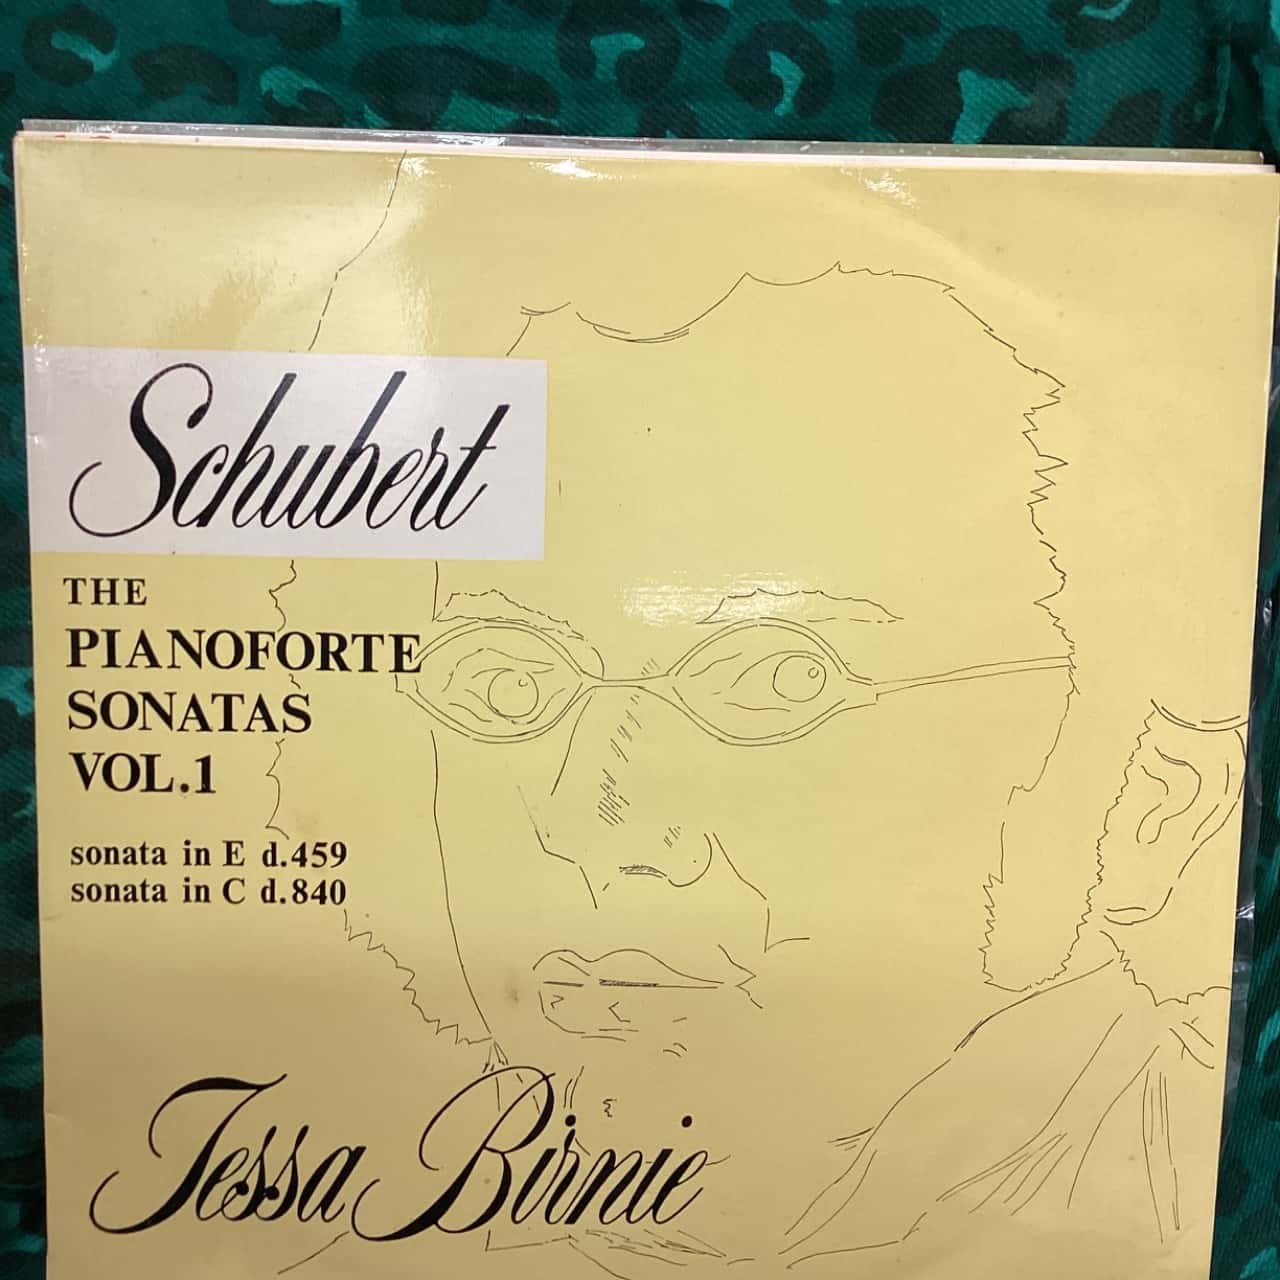 Schubert
THE
PIANOFORTE
SONATAS
VOL.1
sonata in E d.459
sonata in C d.840
Jessa Birnie